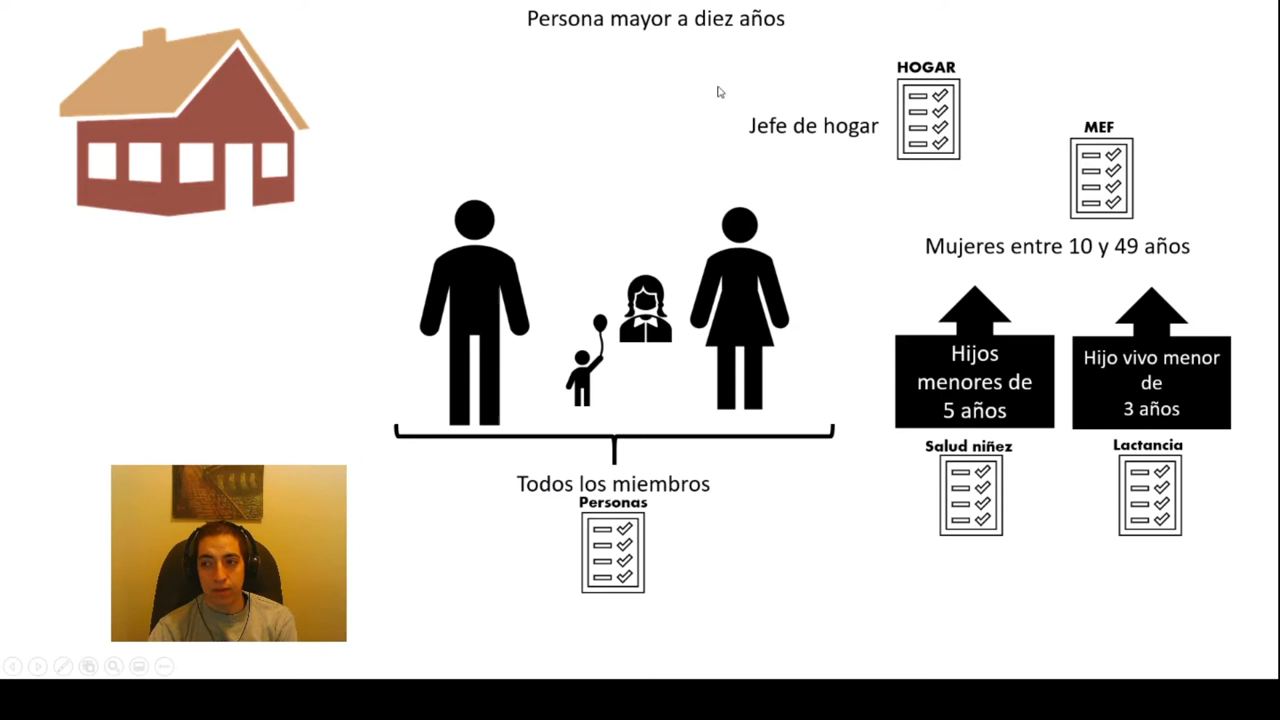 Persona mayor a diez años
HOGAR
Jefe de hogar
MEF
Mujeres entre 10 y 49 años
Hijos
menores de
5 años
Hijo vivo menor
de
3 años
Salud niñez
Lactancia
Todos los miembros
Personas